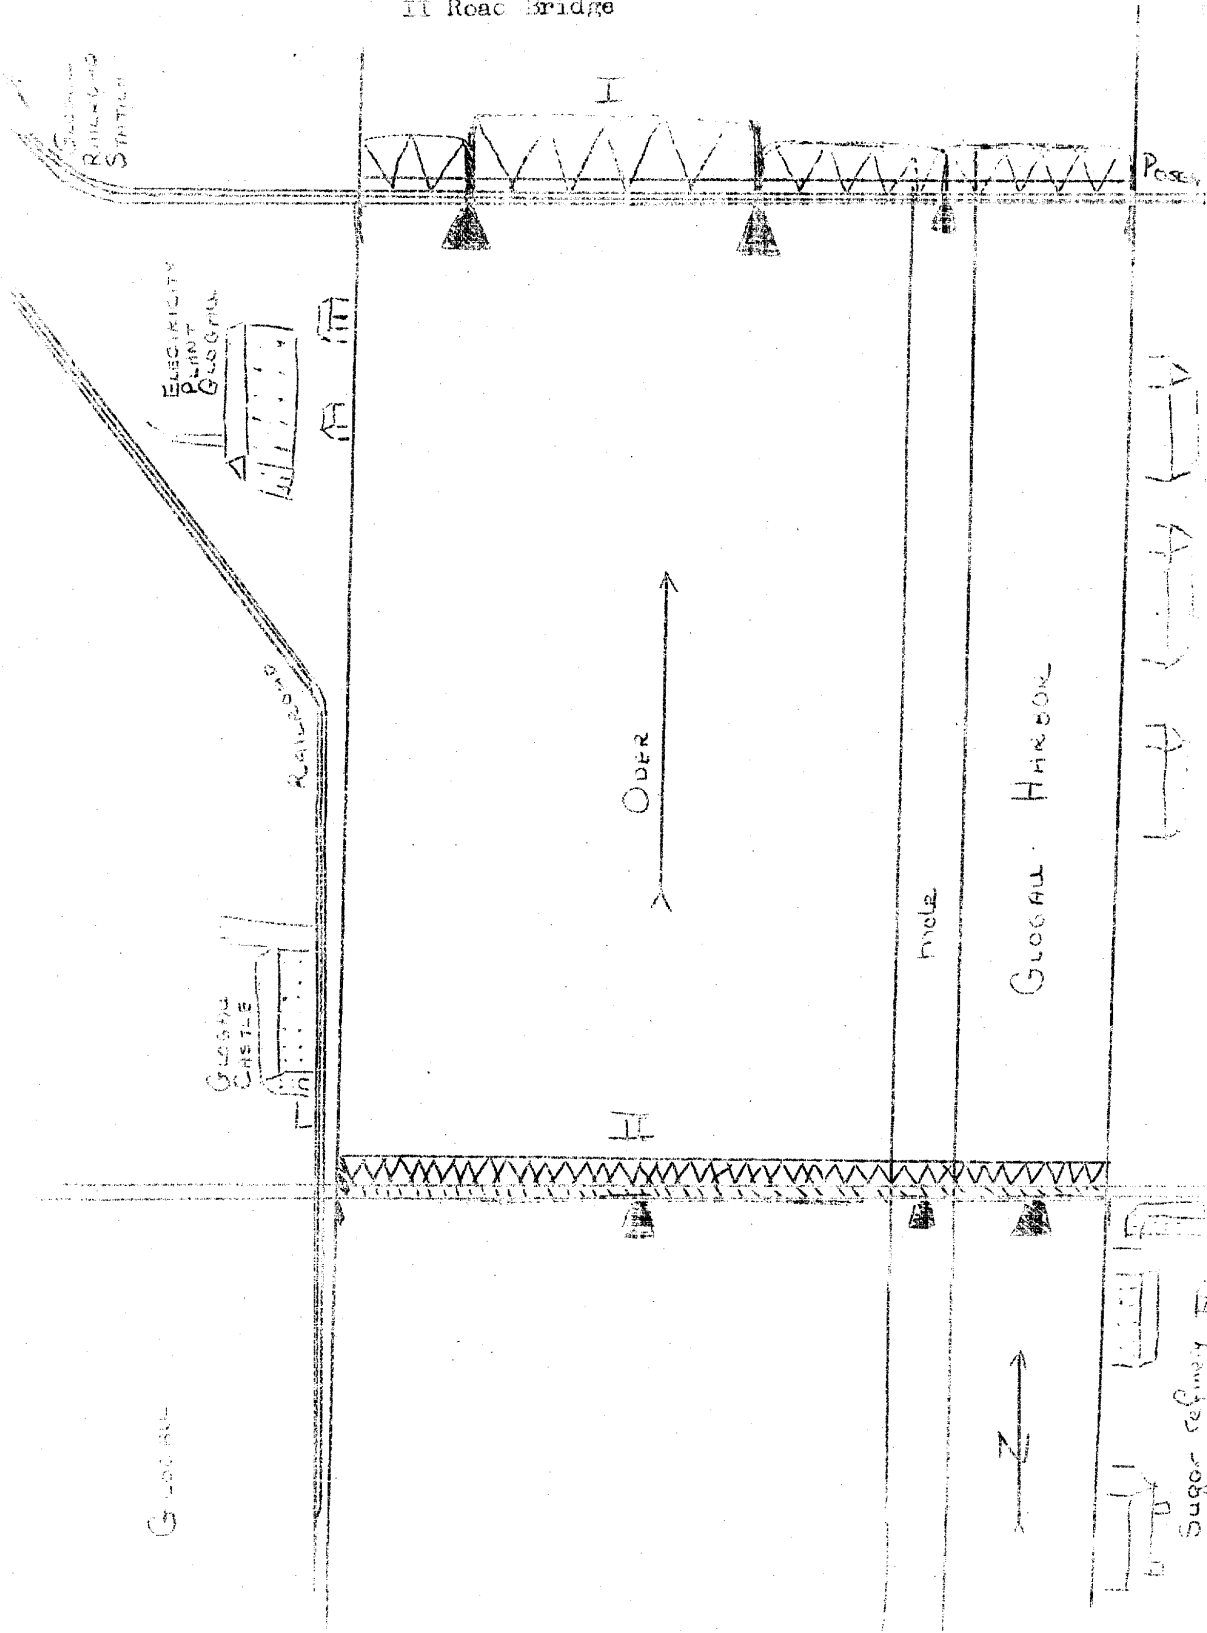 II Road Bridge
I
RAILROAD
STATION
Posen
ELECTRICITY
PLANT
GLOGAU
RAILROAD
ODER
GLOGAU HARBOR
mole
GLOGAU
CASTLE
II
N
GLOGAU
Sugar refinery